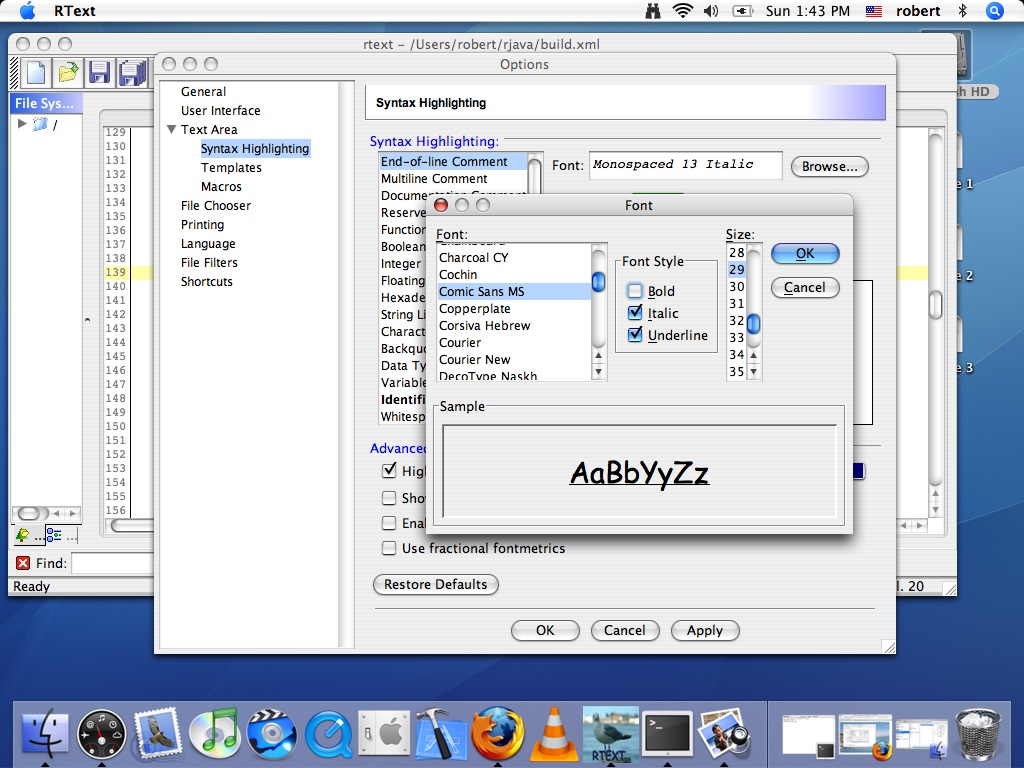 RText
Sun 1:43 PM
robert
rtext – /Users/robert/rjava/build.xml
Options
File Sys...
/
129
130
131
132
133
134
135
136
137
138
139
140
141
142
143
144
145
146
147
148
149
150
151
152
153
154
155
156
General
User Interface
Text Area
Syntax Highlighting
Templates
Macros
File Chooser
Printing
Language
File Filters
Shortcuts
Syntax Highlighting
Syntax Highlighting:
End-of-line Comment
Multiline Comment
Documentation Comment
Reserve
Function
Boolean
Integer
Floating
Hexade
String Li
Charact
Backqu
Data Ty
Variable
Identifi
Whitesp
Font:
Monospaced 13 Italic
Browse...
Font
Font:
Charcoal CY
Cochin
Comic Sans MS
Copperplate
Corsiva Hebrew
Courier
Courier New
DecoType Naskh
Font Style
Bold
Italic
Underline
Size:
28
29
30
31
32
33
34
35
OK
Cancel
Sample
AaBbYyZz
Advanced
High
Sho
Ena
Use fractional fontmetrics
Restore Defaults
OK
Cancel
Apply
h HD
e 1
e 2
e 3
...
...
Find:
Ready
l. 20
RTEXT